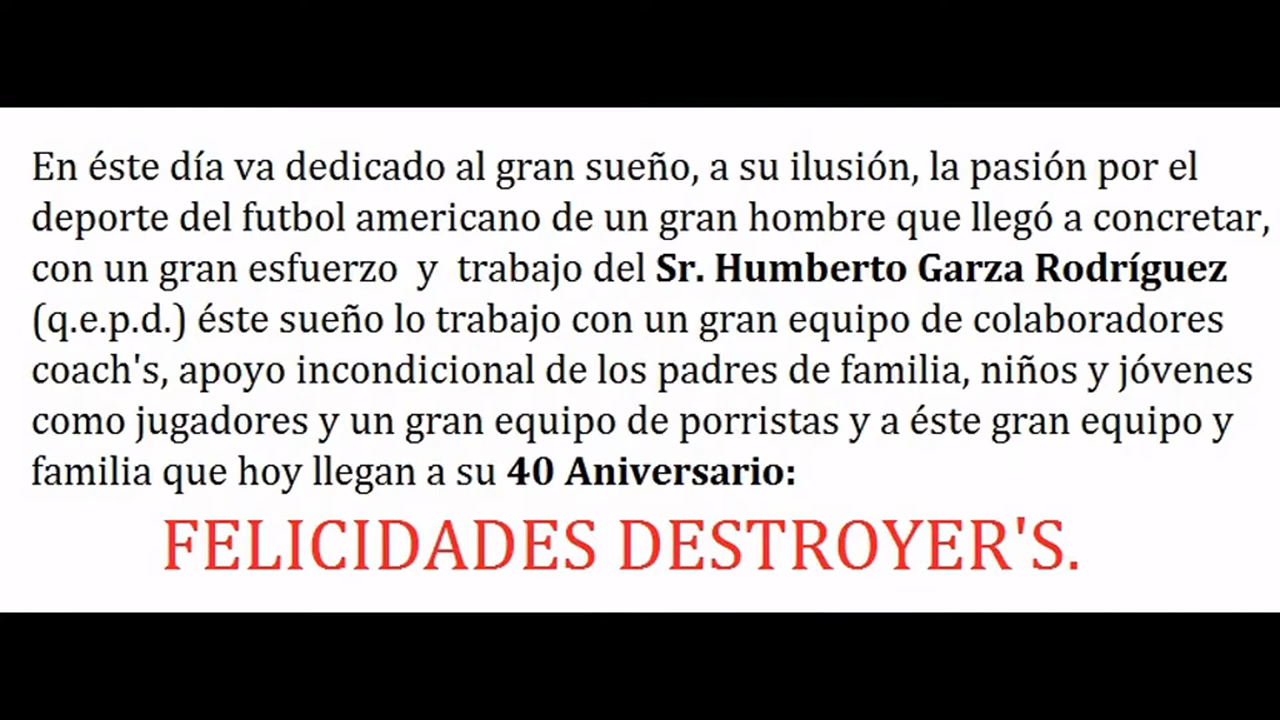 En éste día va dedicado al gran sueño, a su ilusión, la pasión por el
deporte del futbol americano de un gran hombre que llegó a concretar,
con un gran esfuerzo y trabajo del Sr. Humberto Garza Rodríguez
(q.e.p.d.) éste sueño lo trabajo con un gran equipo de colaboradores
coach's, apoyo incondicional de los padres de familia, niños y jóvenes
como jugadores y un gran equipo de porristas y a éste gran equipo y
familia que hoy llegan a su 40 Aniversario:
FELICIDADES DESTROYER'S.